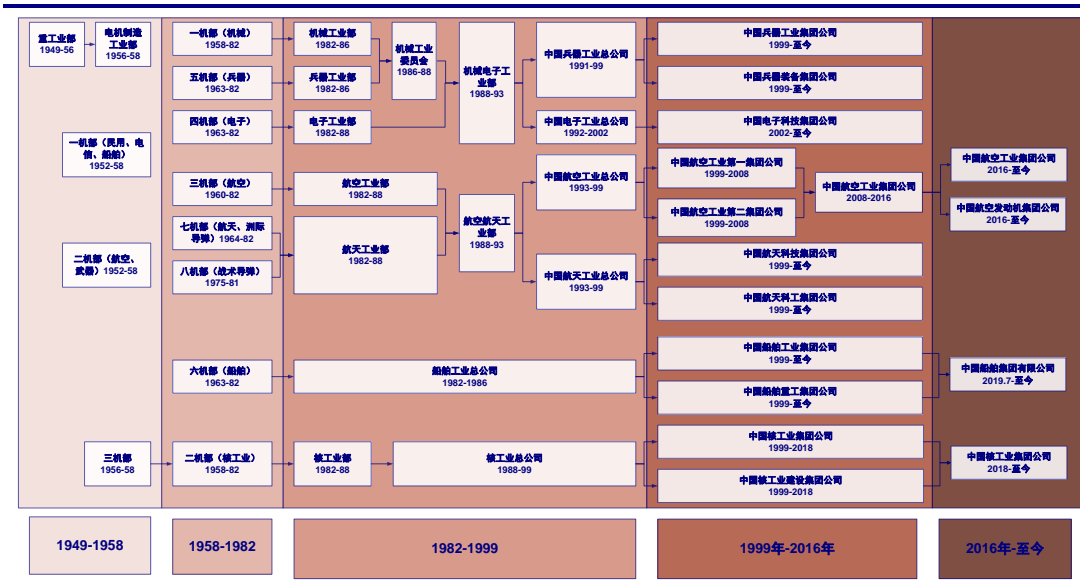 重工业部
1949-56
电机制造
工业部
1956-58
一机部（民用、电
信、船舶）
1952-58
二机部（航空、
武器）1952-58
三机部
1956-58
一机部（机械）
1958-82
五机部（兵器）
1963-82
四机部（电子）
1963-82
三机部（航空）
1960-82
七机部（航天、洲际
导弹）1964-82
八机部（战术导弹）
1975-81
六机部（船舶）
1963-82
二机部（核工业）
1958-82
机械工业部
1982-86
兵器工业部
1982-86
电子工业部
1982-88
机械工业
委员会
1986-88
机械电子工
业部
1988-93
中国兵器工业总公司
1991-99
中国电子工业总公司
1992-2002
航空工业部
1982-88
航天工业部
1982-88
航空航天工
业部
1988-93
中国航空工业总公司
1993-99
中国航天工业总公司
1993-99
船舶工业总公司
1982-1986
核工业部
1982-88
核工业总公司
1988-99
中国兵器工业集团公司
1999-至今
中国兵器装备集团公司
1999-至今
中国电子科技集团公司
2002-至今
中国航空工业第一集团公司
1999-2008
中国航空工业第二集团公司
1999-2008
中国航空工业集团公司
2008-2016
中国航天科技集团公司
1999-至今
中国航天科工集团公司
1999-至今
中国船舶工业集团公司
1999-至今
中国船舶重工集团公司
1999-至今
中国核工业集团公司
1999-2018
中国核工业建设集团公司
1999-2018
中国航空工业集团公司
2016-至今
中国航空发动机集团公司
2016-至今
中国船舶集团有限公司
2019.7-至今
中国核工业集团公司
2018-至今
1949-1958
1958-1982
1982-1999
1999年-2016年
2016年-至今